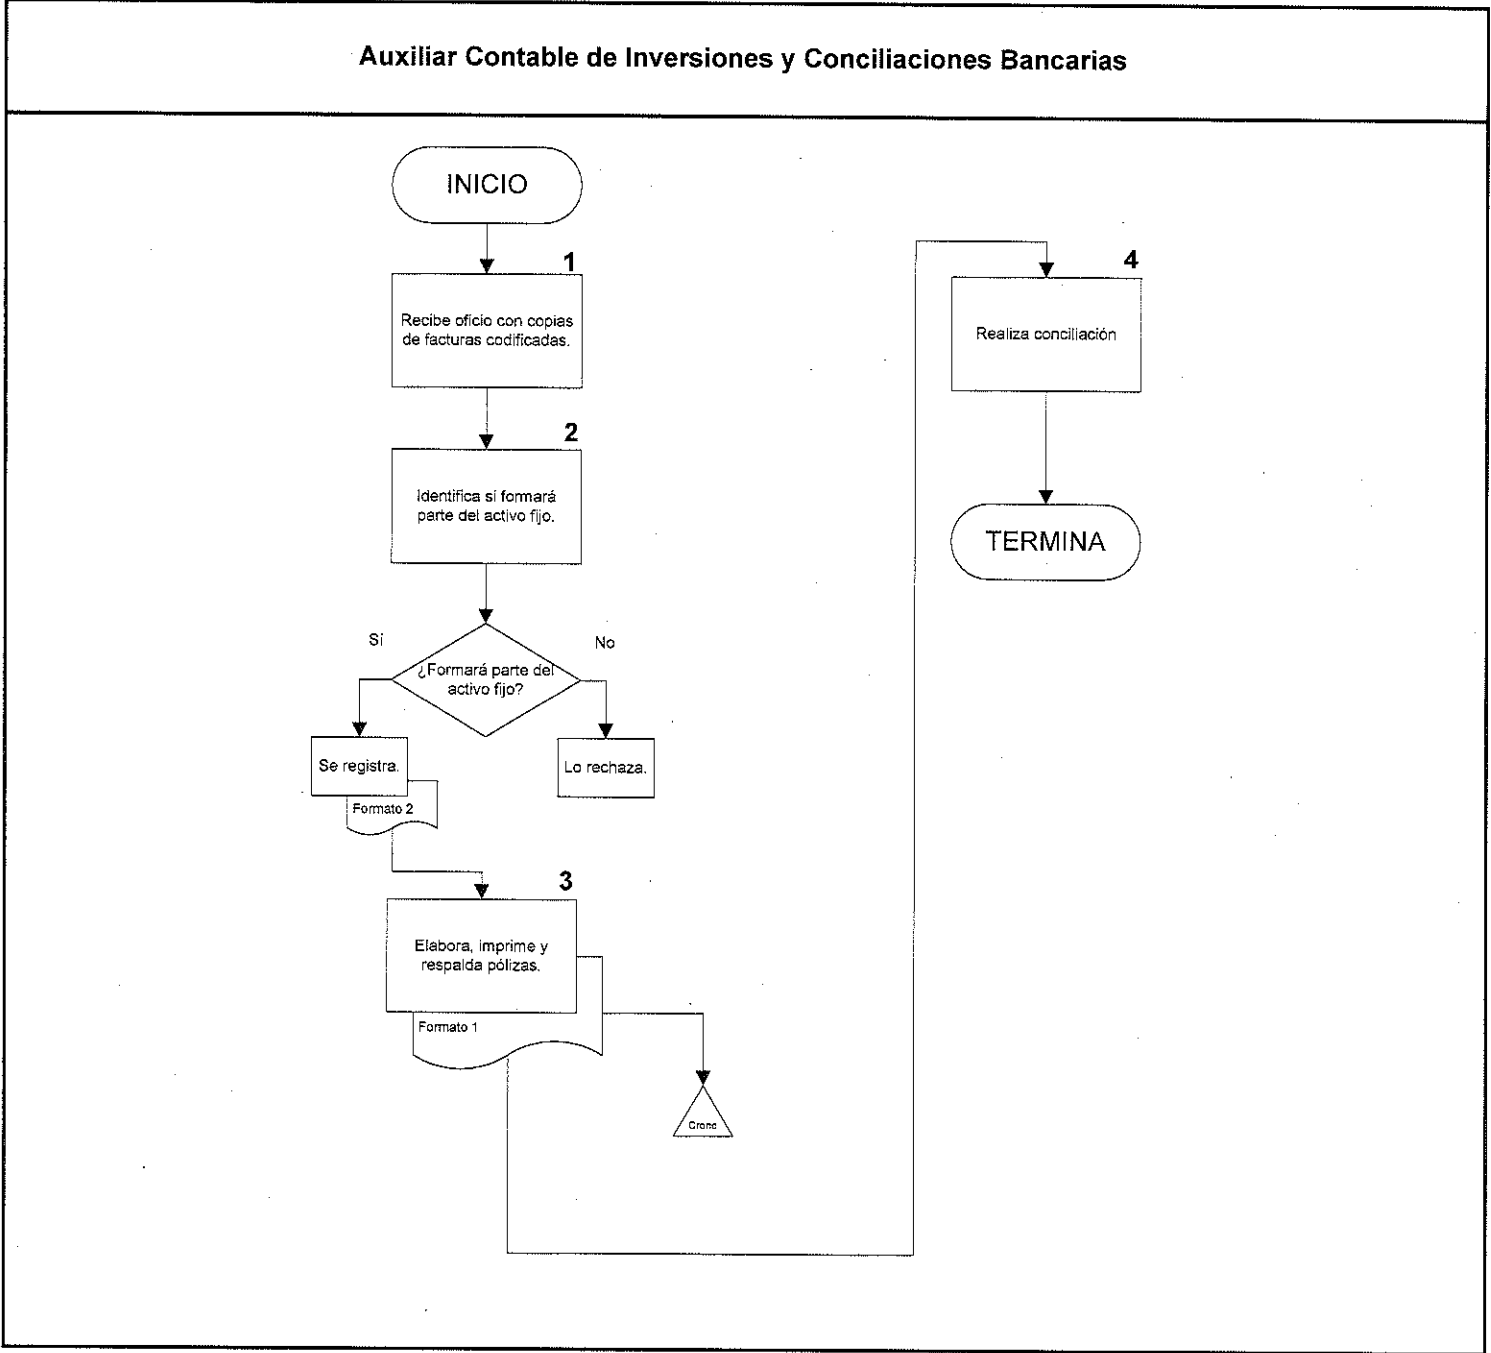 Auxiliar Contable de Inversiones y Conciliaciones Bancarias
INICIO
1
Recibe oficio con copias
de facturas codificadas.
2
Identifica si formará
parte del activo fijo.
Sí
No
¿Formará parte del
activo fijo?
Se registra.
Lo rechaza.
Formato 2
3
Elabora, imprime y
respalda pólizas.
Formato 1
Crono
4
Realiza conciliación
TERMINA